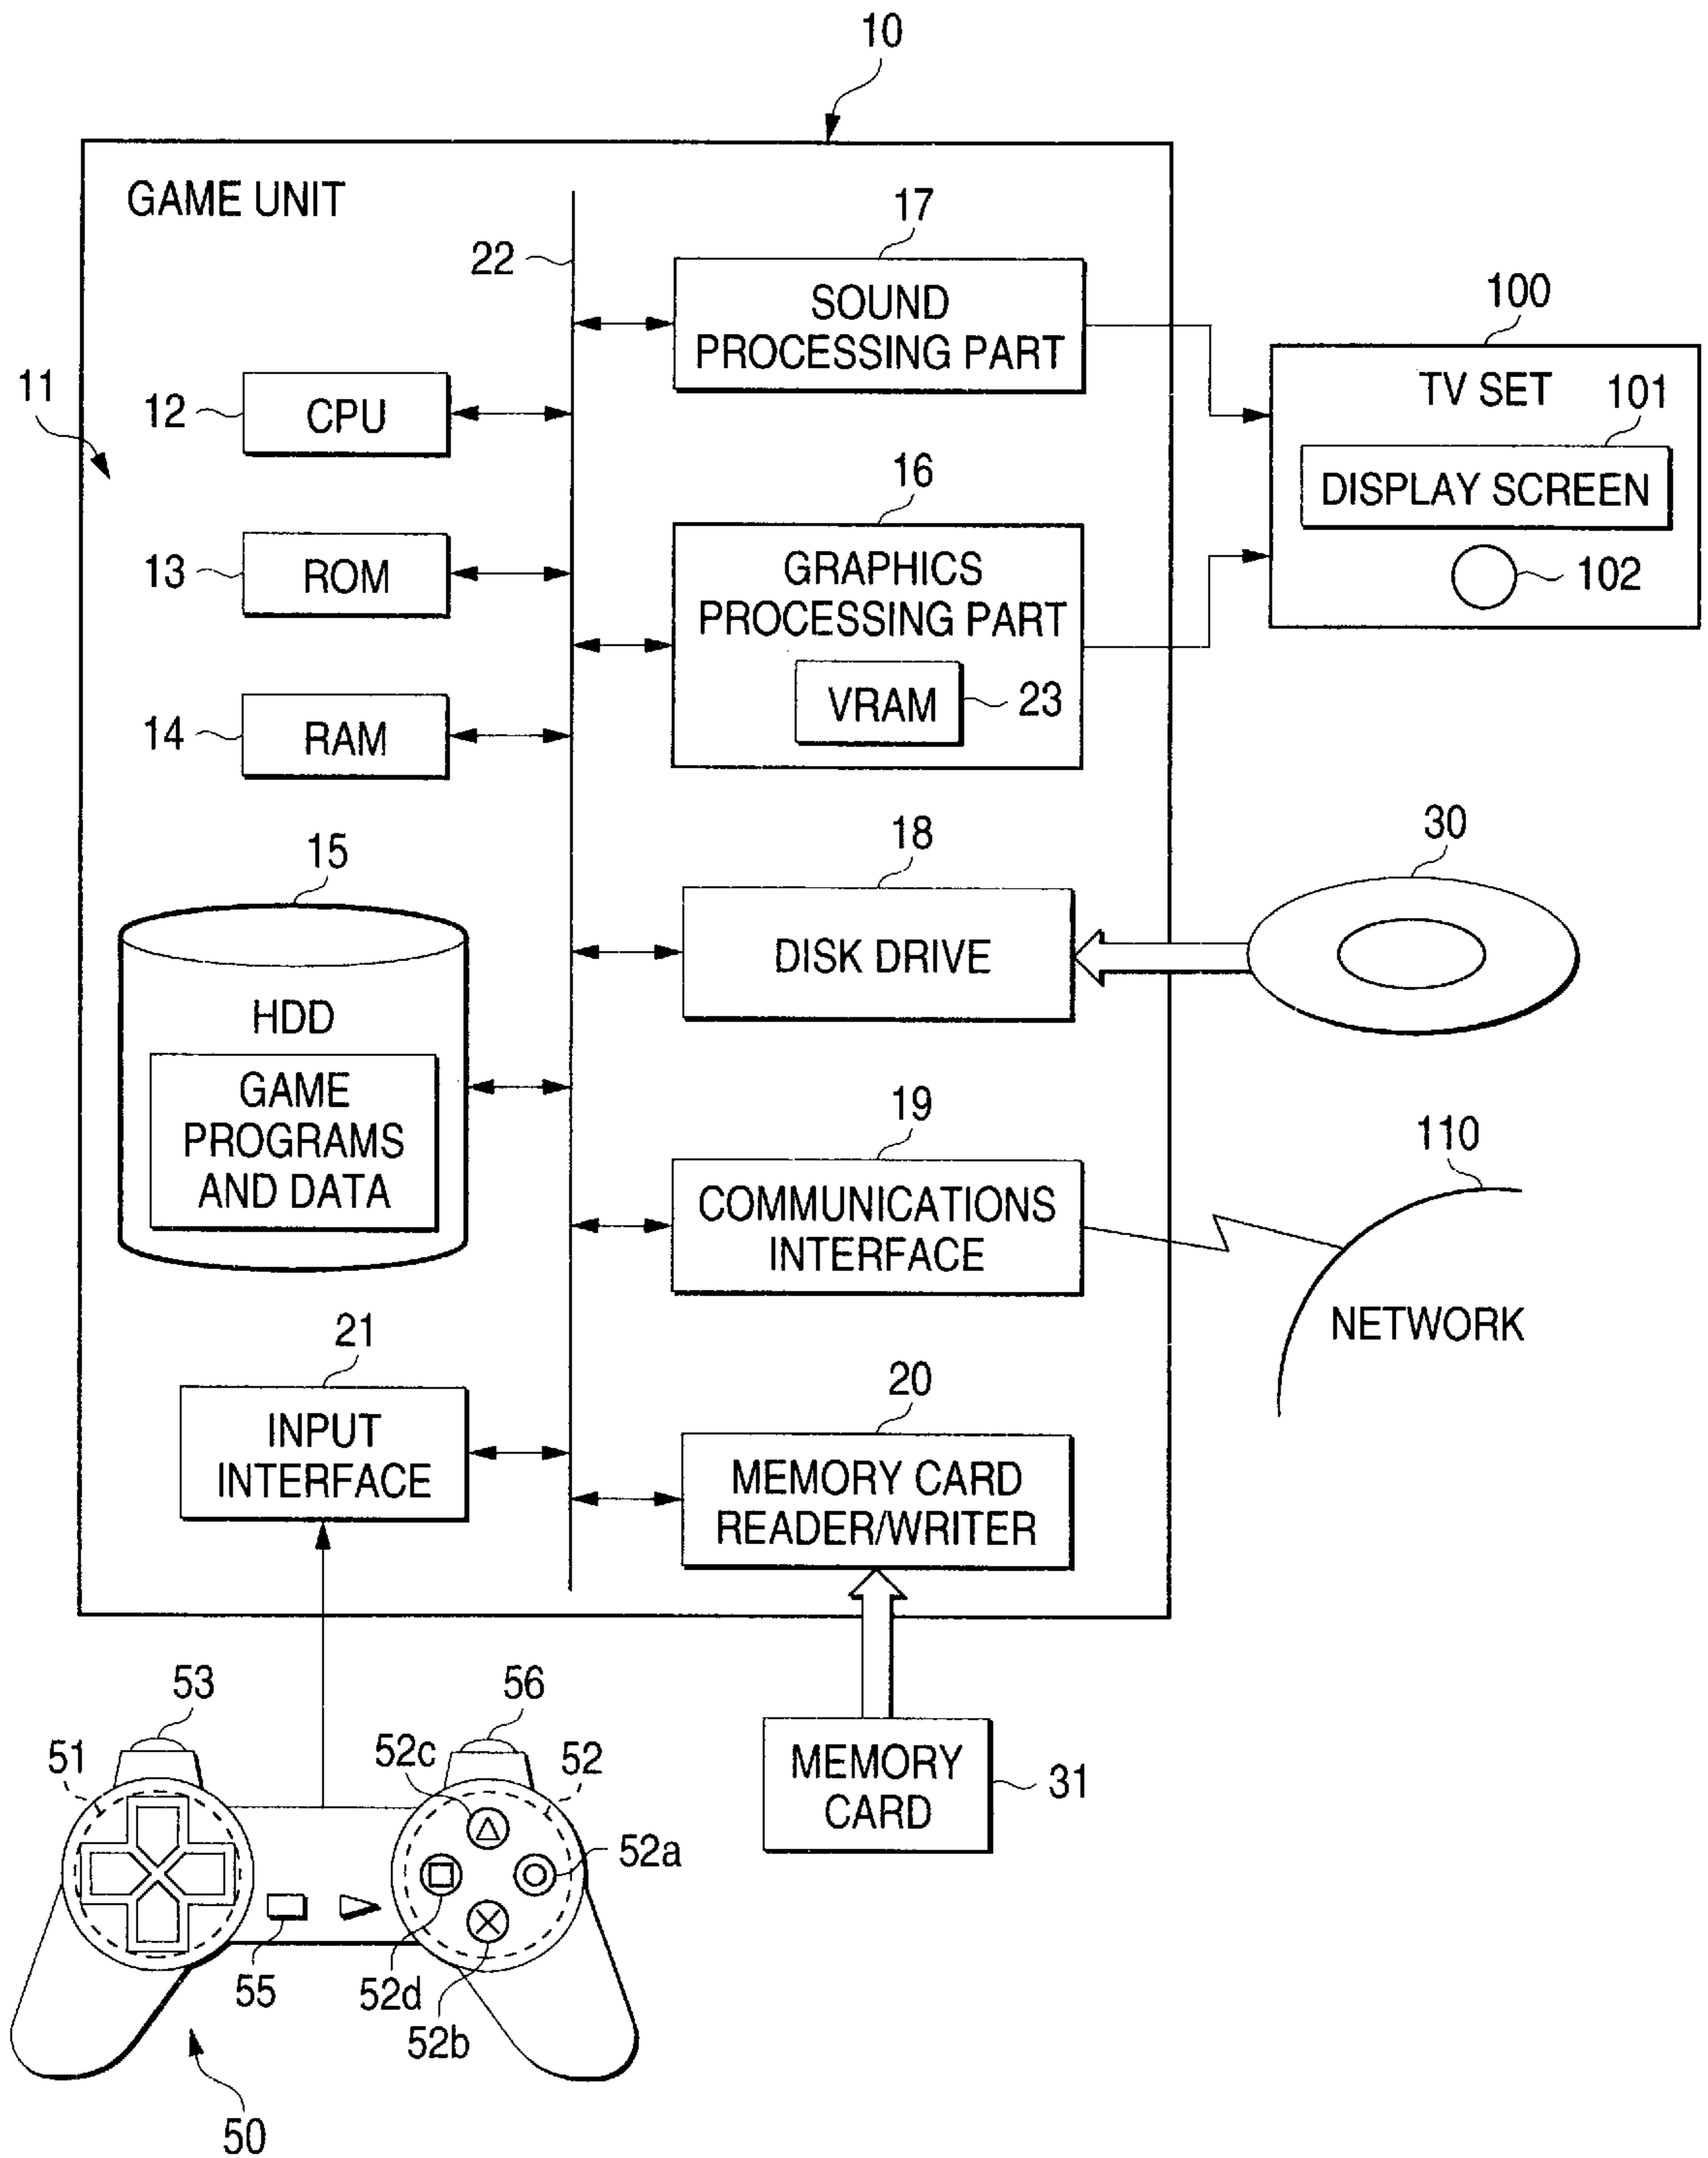 10
GAME UNIT
17
22
SOUND
PROCESSING PART
100
TV SET
101
DISPLAY SCREEN
102
11
12
CPU
16
13
ROM
GRAPHICS
PROCESSING PART
VRAM
23
14
RAM
18
30
15
DISK DRIVE
HDD
GAME
PROGRAMS
AND DATA
19
110
COMMUNICATIONS
INTERFACE
NETWORK
21
20
INPUT
INTERFACE
MEMORY CARD
READER/WRITER
53
56
51
52c
52
MEMORY
CARD
31
52a
55
52d
52b
50